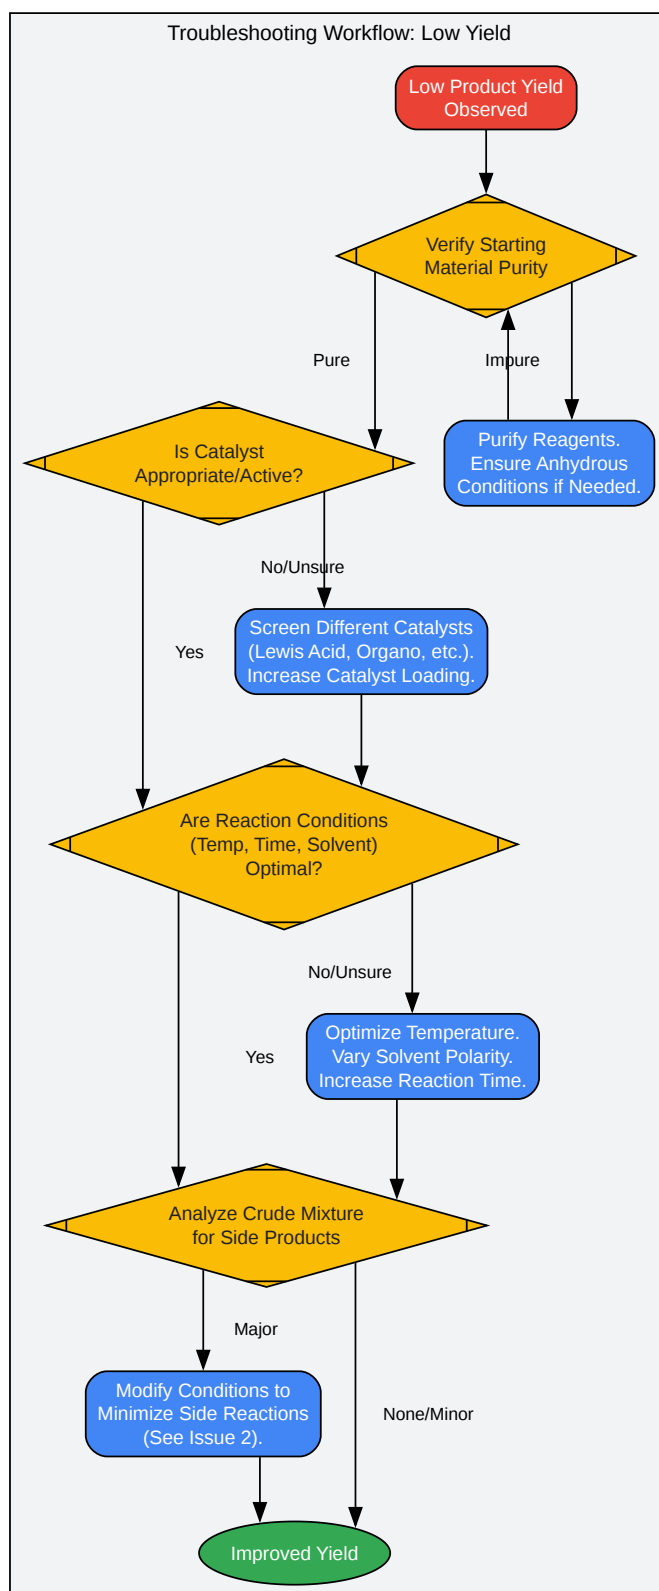 Troubleshooting Workflow: Low Yield
Low Product Yield
Observed
Verify Starting
Material Purity
Pure
Impure
Purify Reagents.
Ensure Anhydrous
Conditions if Needed.
Is Catalyst
Appropriate/Active?
No/Unsure
Yes
Screen Different Catalysts
(Lewis Acid, Organo, etc.).
Increase Catalyst Loading.
Are Reaction Conditions
(Temp, Time, Solvent)
Optimal?
No/Unsure
Yes
Optimize Temperature.
Vary Solvent Polarity.
Increase Reaction Time.
Analyze Crude Mixture
for Side Products
Major
Modify Conditions to
Minimize Side Reactions
(See Issue 2).
None/Minor
Improved Yield